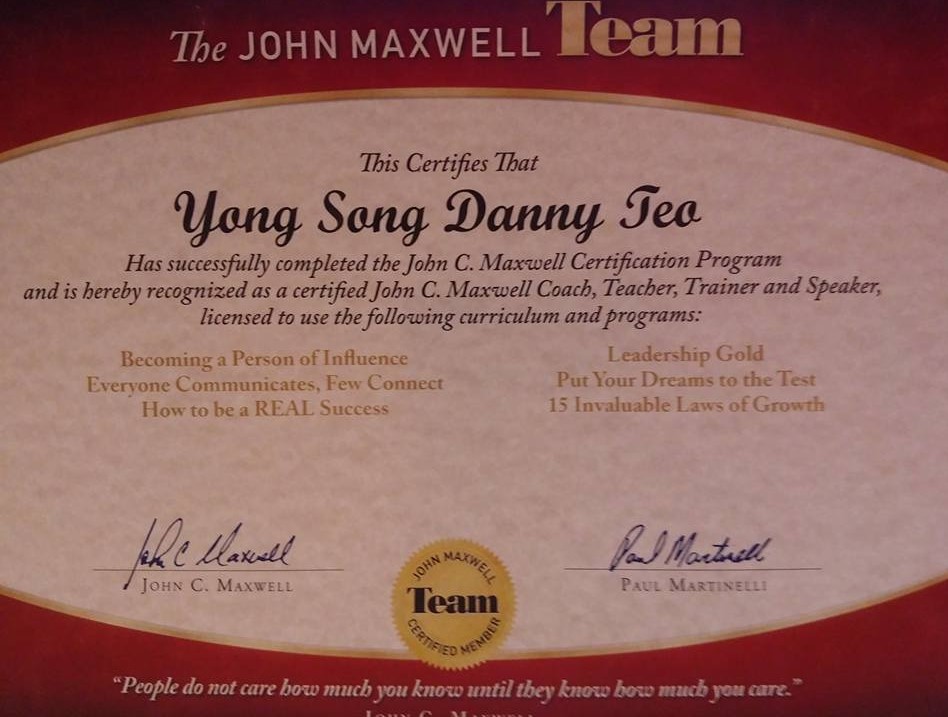 The JOHN MAXWELL Team
This Certifies That
Yong Song Danny Teo
Has successfully completed the John C. Maxwell Certification Program
and is hereby recognized as a certified John C. Maxwell Coach, Teacher, Trainer and Speaker,
licensed to use the following curriculum and programs:
Becoming a Person of Influence
Everyone Communicates, Few Connect
How to be a REAL Success
Leadership Gold
Put Your Dreams to the Test
15 Invaluable Laws of Growth
John C Maxwell
JOHN C. MAXWELL
Paul Martinelli
PAUL MARTINELLI
JOHN MAXWELL
Team
CERTIFIED MEMBER
"People do not care how much you know until they know how much you care."
JOHN C. MAXWELL